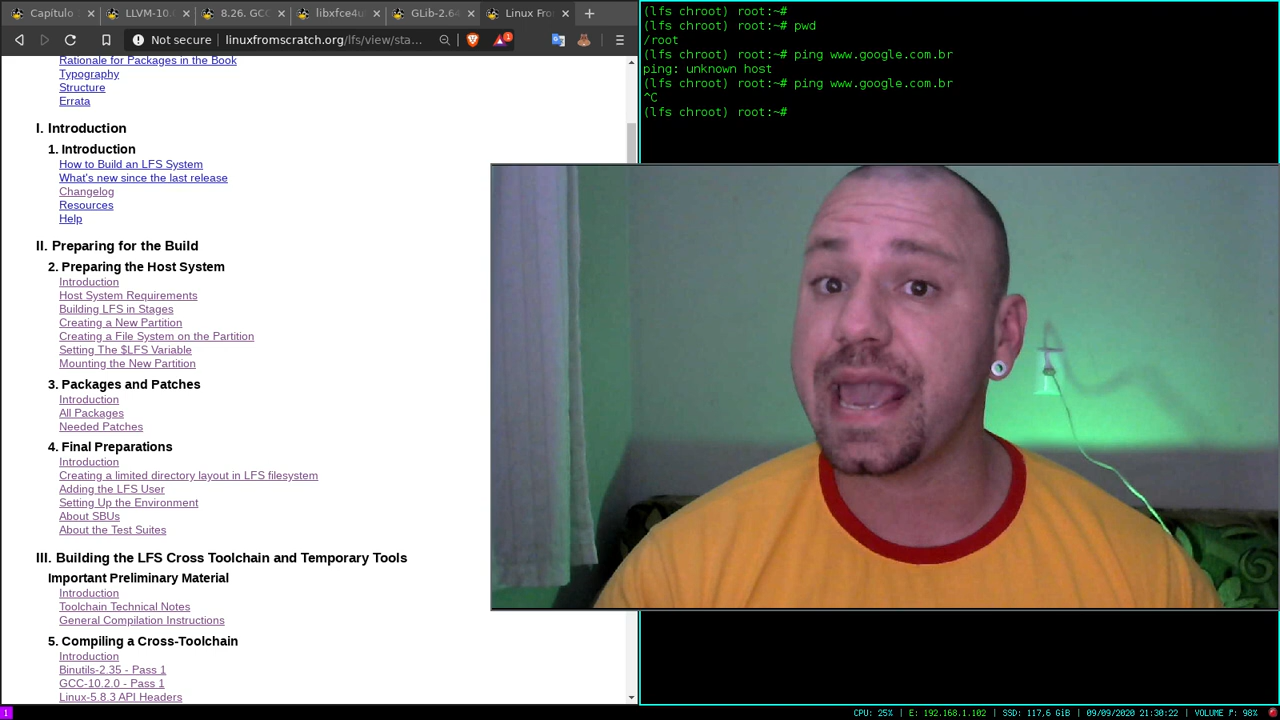 Capítulo
LLVM-10.
8.26. GCC
libxfce4ut
GLib-2.64
Linux Fro
Not secure
linuxfromscratch.org/lfs/view/sta…
1
Rationale for Packages in the Book
Typography
Structure
Errata
I. Introduction
1. Introduction
How to Build an LFS System
What's new since the last release
Changelog
Resources
Help
II. Preparing for the Build
2. Preparing the Host System
Introduction
Host System Requirements
Building LFS in Stages
Creating a New Partition
Creating a File System on the Partition
Setting The $LFS Variable
Mounting the New Partition
3. Packages and Patches
Introduction
All Packages
Needed Patches
4. Final Preparations
Introduction
Creating a limited directory layout in LFS filesystem
Adding the LFS User
Setting Up the Environment
About SBUs
About the Test Suites
III. Building the LFS Cross Toolchain and Temporary Tools
Important Preliminary Material
Introduction
Toolchain Technical Notes
General Compilation Instructions
5. Compiling a Cross-Toolchain
Introduction
Binutils-2.35 - Pass 1
GCC-10.2.0 - Pass 1
Linux-5.8.3 API Headers
(lfs chroot) root:~#
(lfs chroot) root:~# pwd
/root
(lfs chroot) root:~# ping www.google.com.br
ping: unknown host
(lfs chroot) root:~# ping www.google.com.br
^C
(lfs chroot) root:~#
1
CPU: 25% | E: 192.168.1.102 | SSD: 117,6 GiB | 09/09/2020 21:30:22 | VOLUME P: 98%